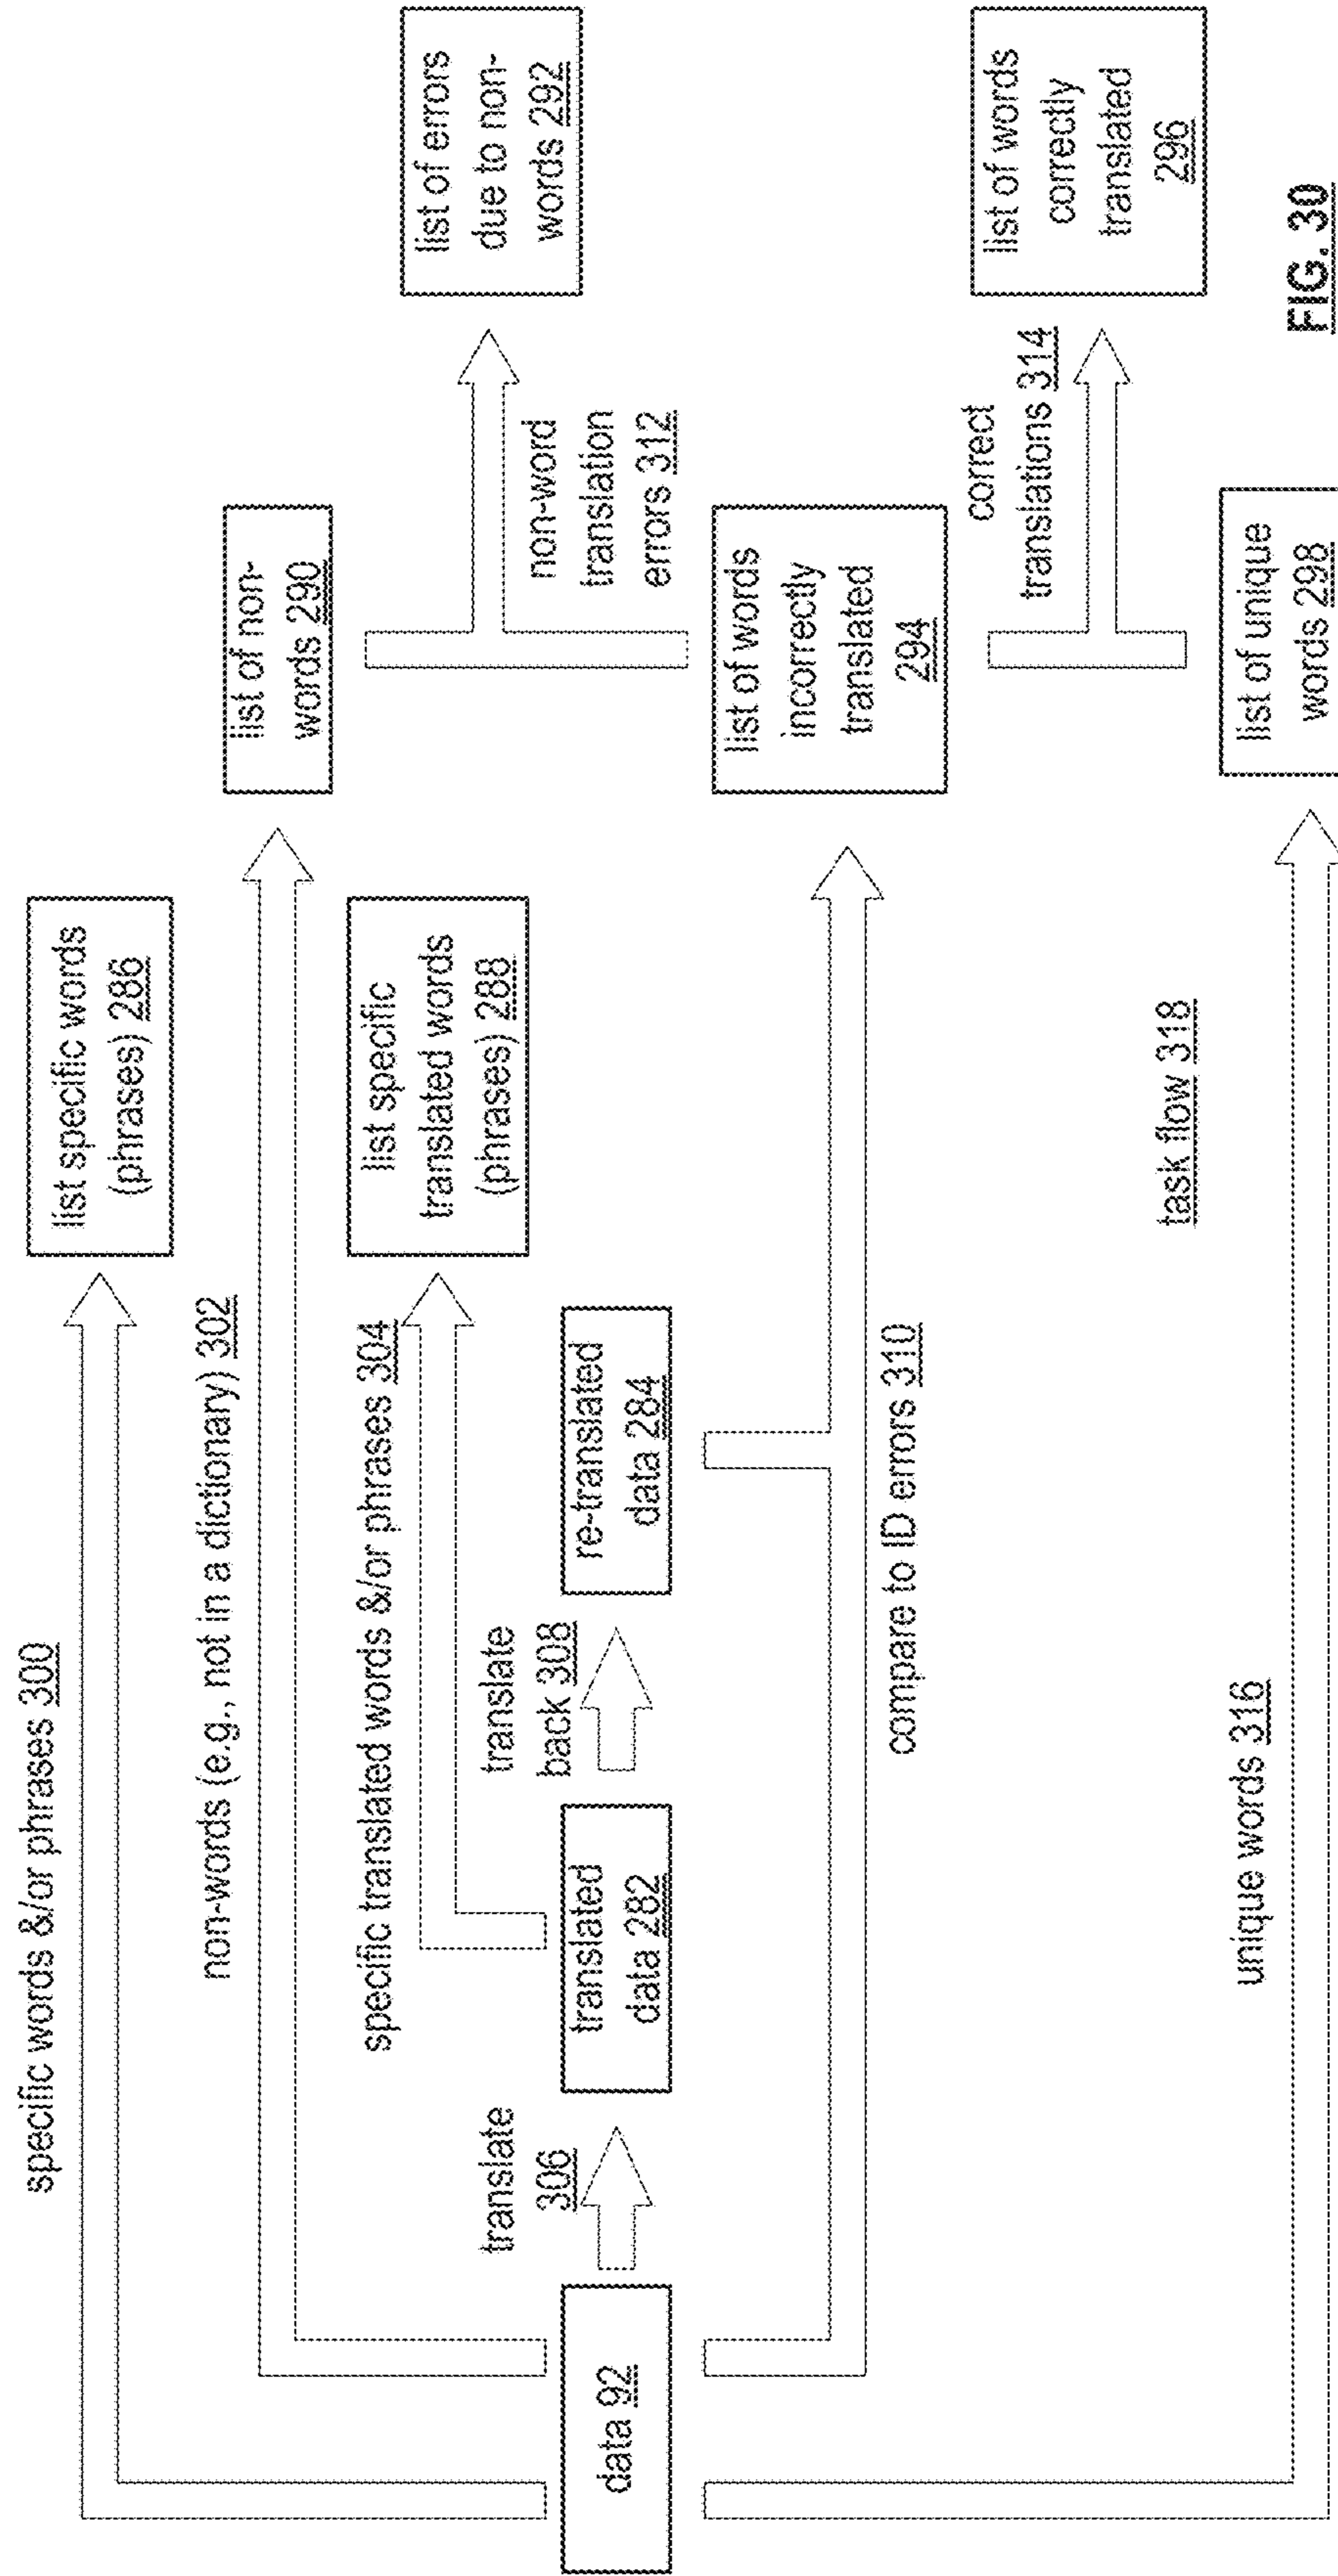 specific words &/or phrases 300
list specific words
(phrases) 286
non-words (e.g., not in a dictionary) 302
list of non-
words 290
specific translated words &/or phrases 304
list specific
translated words
(phrases) 288
list of errors
due to non-
words 292
non-word
translation
errors 312
translate
306
translate
back 308
data 92
translated
data 282
re-translated
data 284
list of words
incorrectly
translated
294
compare to ID errors 310
correct
translations 314
list of words
correctly
translated
296
task flow 318
unique words 316
list of unique
words 298
FIG. 30